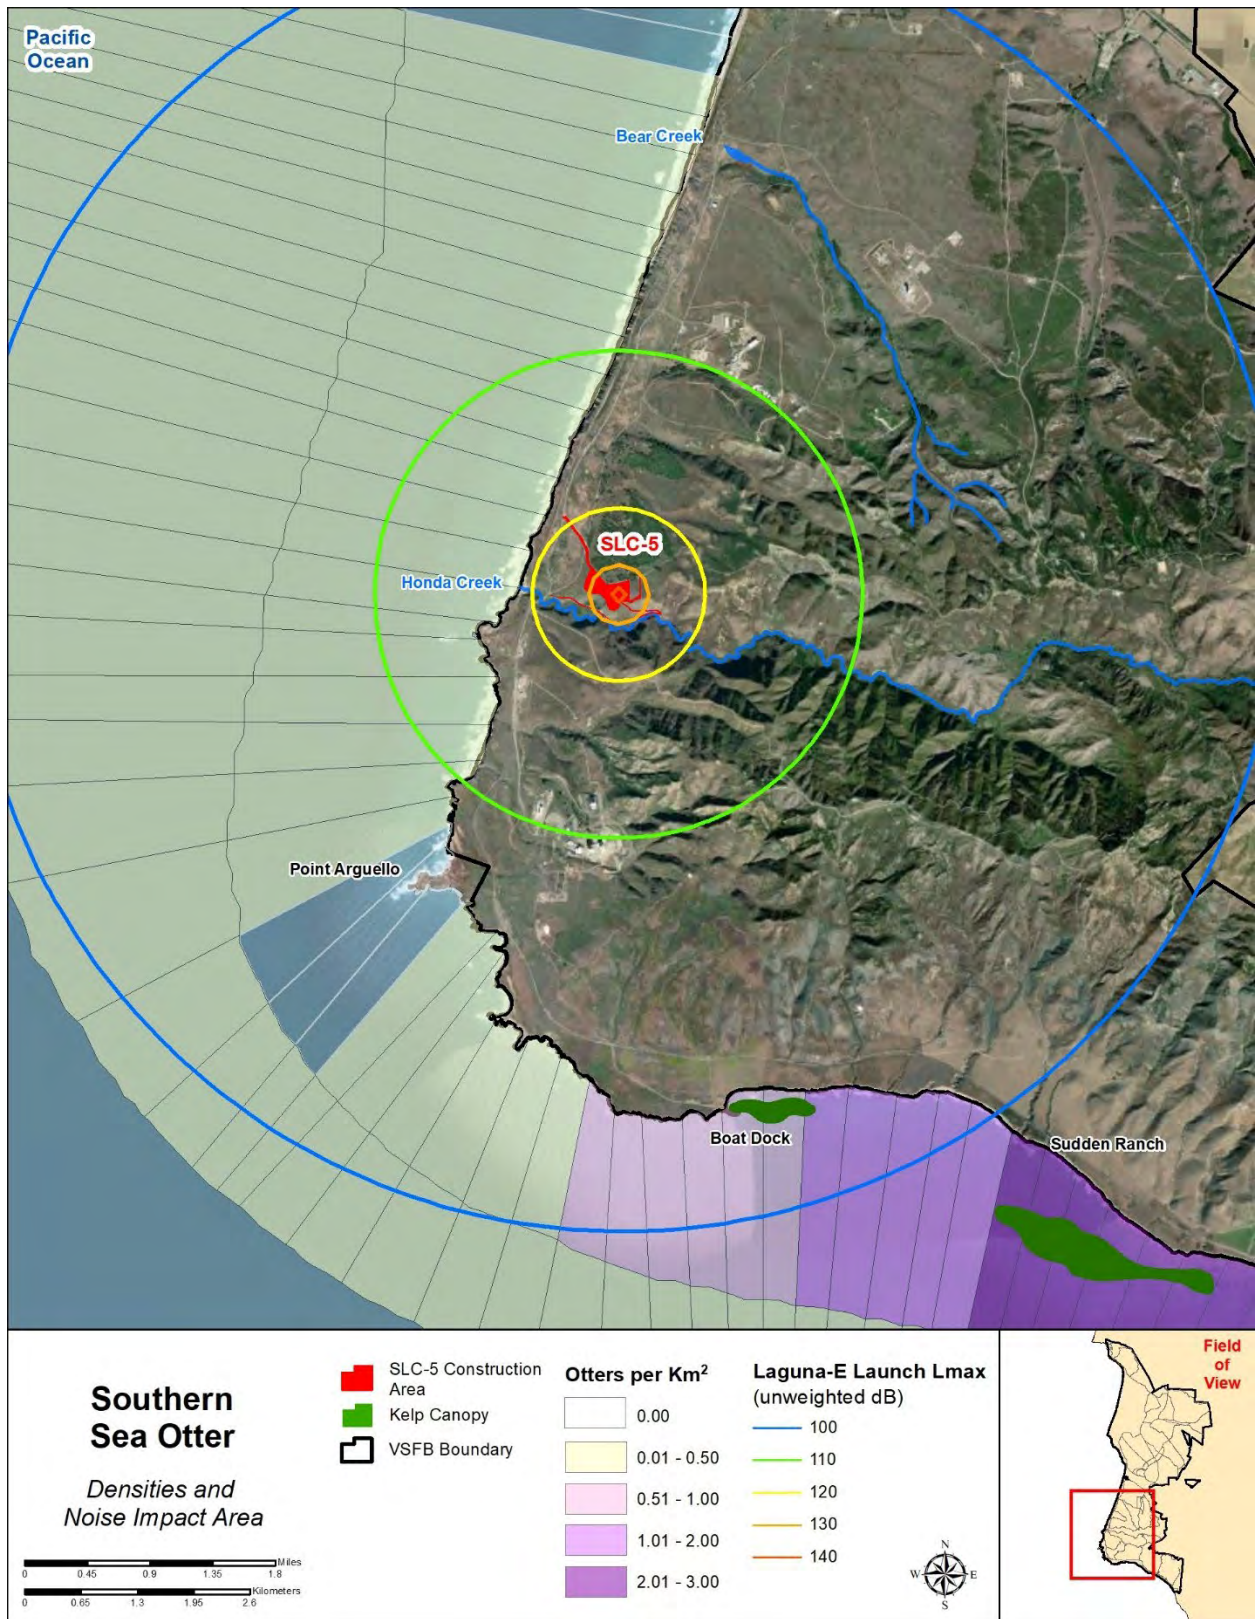 Pacific
Ocean
Bear Creek
SLC-5
Honda Creek
Point Arguello
Boat Dock
Sudden Ranch
Southern
Sea Otter
Densities and
Noise Impact Area
Miles
0 0.45 0.9 1.35 1.8
Kilometers
0 0.65 1.3 1.95 2.6
SLC-5 Construction
Area
Kelp Canopy
VSFB Boundary
Otters per Km²
0.00
0.01 - 0.50
0.51 - 1.00
1.01 - 2.00
2.01 - 3.00
Laguna-E Launch Lmax
(unweighted dB)
100
110
120
130
140
N
W E
S
Field
of
View